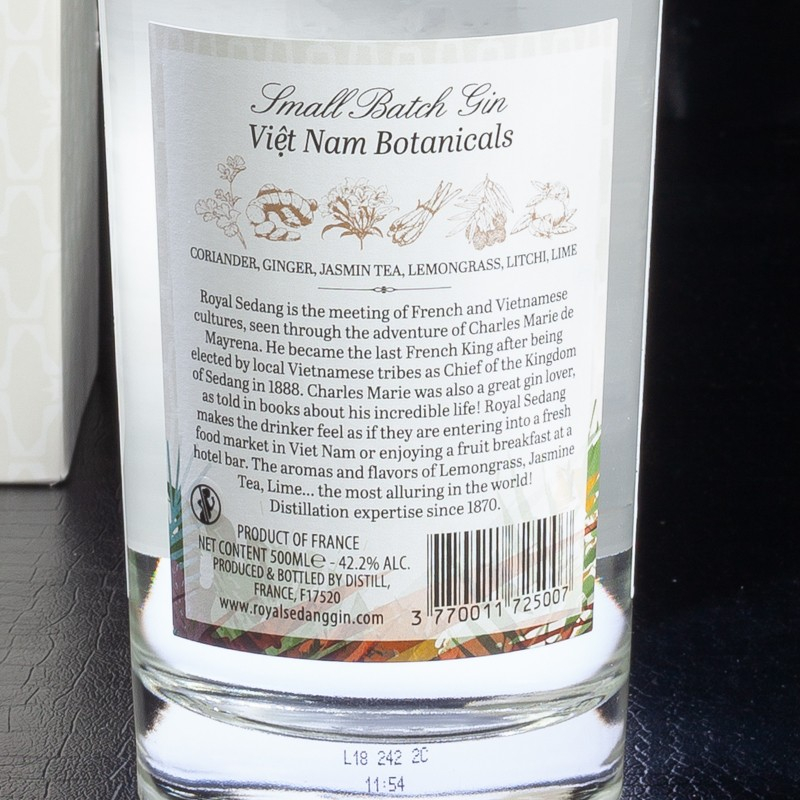 Small Batch Gin
Việt Nam Botanicals
CORIANDER, GINGER, JASMIN TEA, LEMONGRASS, LITCHI, LIME
Royal Sedang is the meeting of French and Vietnamese
cultures, seen through the adventure of Charles Marie de
Mayrena. He became the last French King after being
elected by local Vietnamese tribes as Chief of the Kingdom
of Sedang in 1888. Charles Marie was also a great gin lover,
as told in books about his incredible life! Royal Sedang
makes the drinker feel as if they are entering into a fresh
food market in Viet Nam or enjoying a fruit breakfast at a
hotel bar. The aromas and flavors of Lemongrass, Jasmine
Tea, Lime... the most alluring in the world!
Distillation expertise since 1870.
PRODUCT OF FRANCE
NET CONTENT 500ML℮ - 42.2% ALC.
PRODUCED & BOTTLED BY DISTILL,
FRANCE, F17520
www.royalsedanggin.com
3 770011 725007
L18 242 2C
11:54